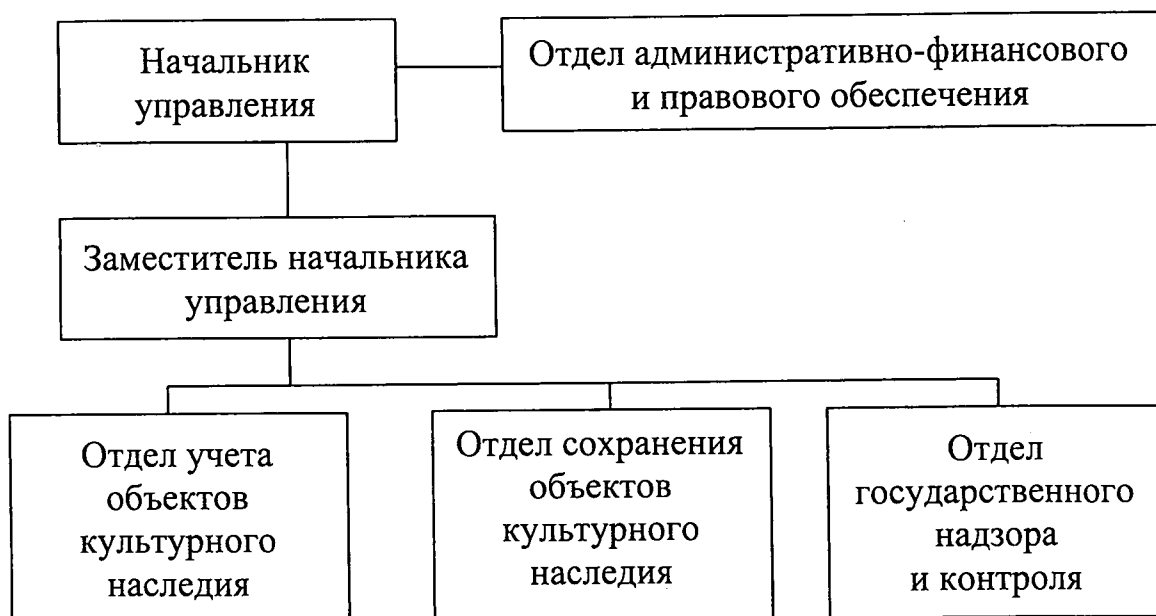 Начальник
управления
Отдел административно-финансового
и правового обеспечения
Заместитель начальника
управления
Отдел учета
объектов
культурного
наследия
Отдел сохранения
объектов
культурного
наследия
Отдел
государственного
надзора
и контроля